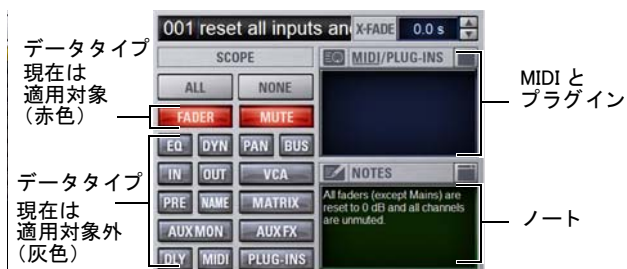 001 reset all inputs an
X-FADE
0.0 s
データタイプ
現在は
適用対象
（赤色）
SCOPE
ALL
NONE
FADER
MUTE
EQ
DYN
PAN
BUS
IN
OUT
VCA
PRE
NAME
MATRIX
AUX MON
AUX FX
DLY
MIDI
PLUG-INS
データタイプ
現在は
適用対象外
（灰色）
MIDI/PLUG-INS
MIDI と
プラグイン
NOTES
All faders (except Mains) are
reset to 0 dB and all channels
are unmuted.
ノート